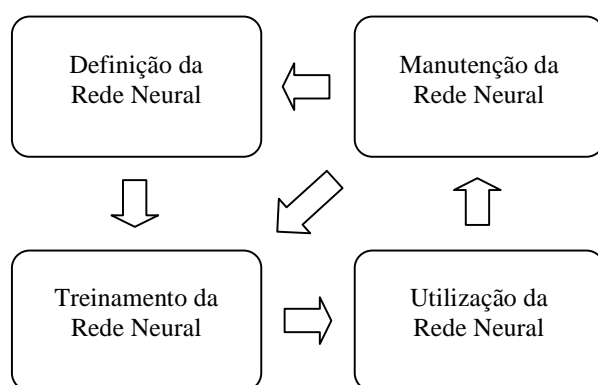 Definição da
Rede Neural
Manutenção da
Rede Neural
Treinamento da
Rede Neural
Utilização da
Rede Neural